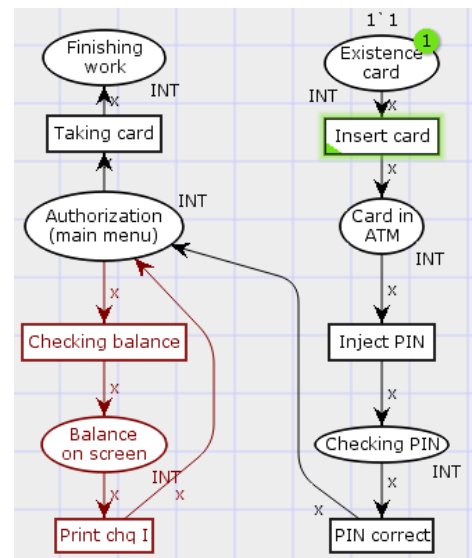 1`1
1
Existence
card
INT
x
Insert card
x
Card in
ATM
INT
x
Inject PIN
x
Checking PIN
INT
x
PIN correct
x
Finishing
work
INT
x
Taking card
x
INT
Authorization
(main menu)
x
Checking balance
x
Balance
on screen
INT
x
x
Print chq I